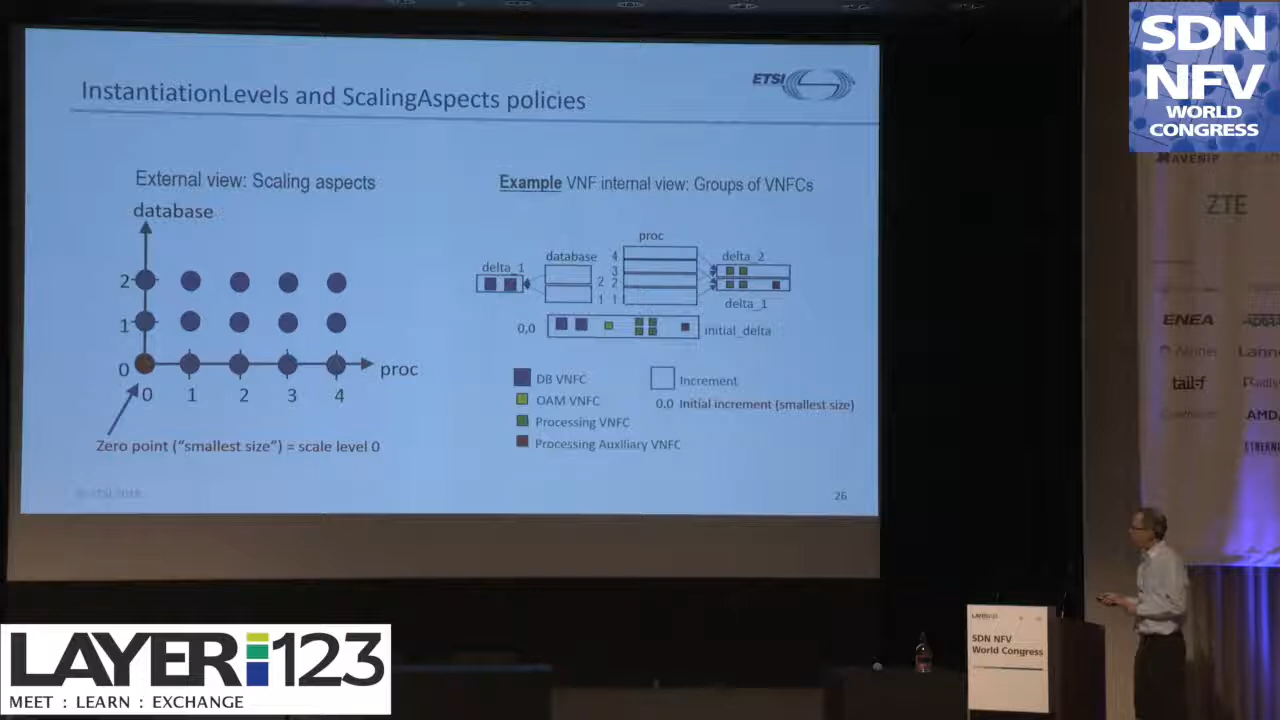 InstantiationLevels and ScalingAspects policies
ETSI
External view: Scaling aspects
database
2
1
0
0
1
2
3
4
proc
Zero point ("smallest size") = scale level 0
Example VNF internal view: Groups of VNFCs
proc
database
4
3
2
2
1
1
delta_1
delta_2
delta_1
0,0
initial_delta
DB VNFC
OAM VNFC
Processing VNFC
Processing Auxiliary VNFC
Increment
0.0 Initial increment (smallest size)
© ETSI
26
SDN
NFV
WORLD
CONGRESS
ZTE
ENEA
tail-f
AMD
SDN NFV
World Congress
LAYER123
MEET : LEARN : EXCHANGE